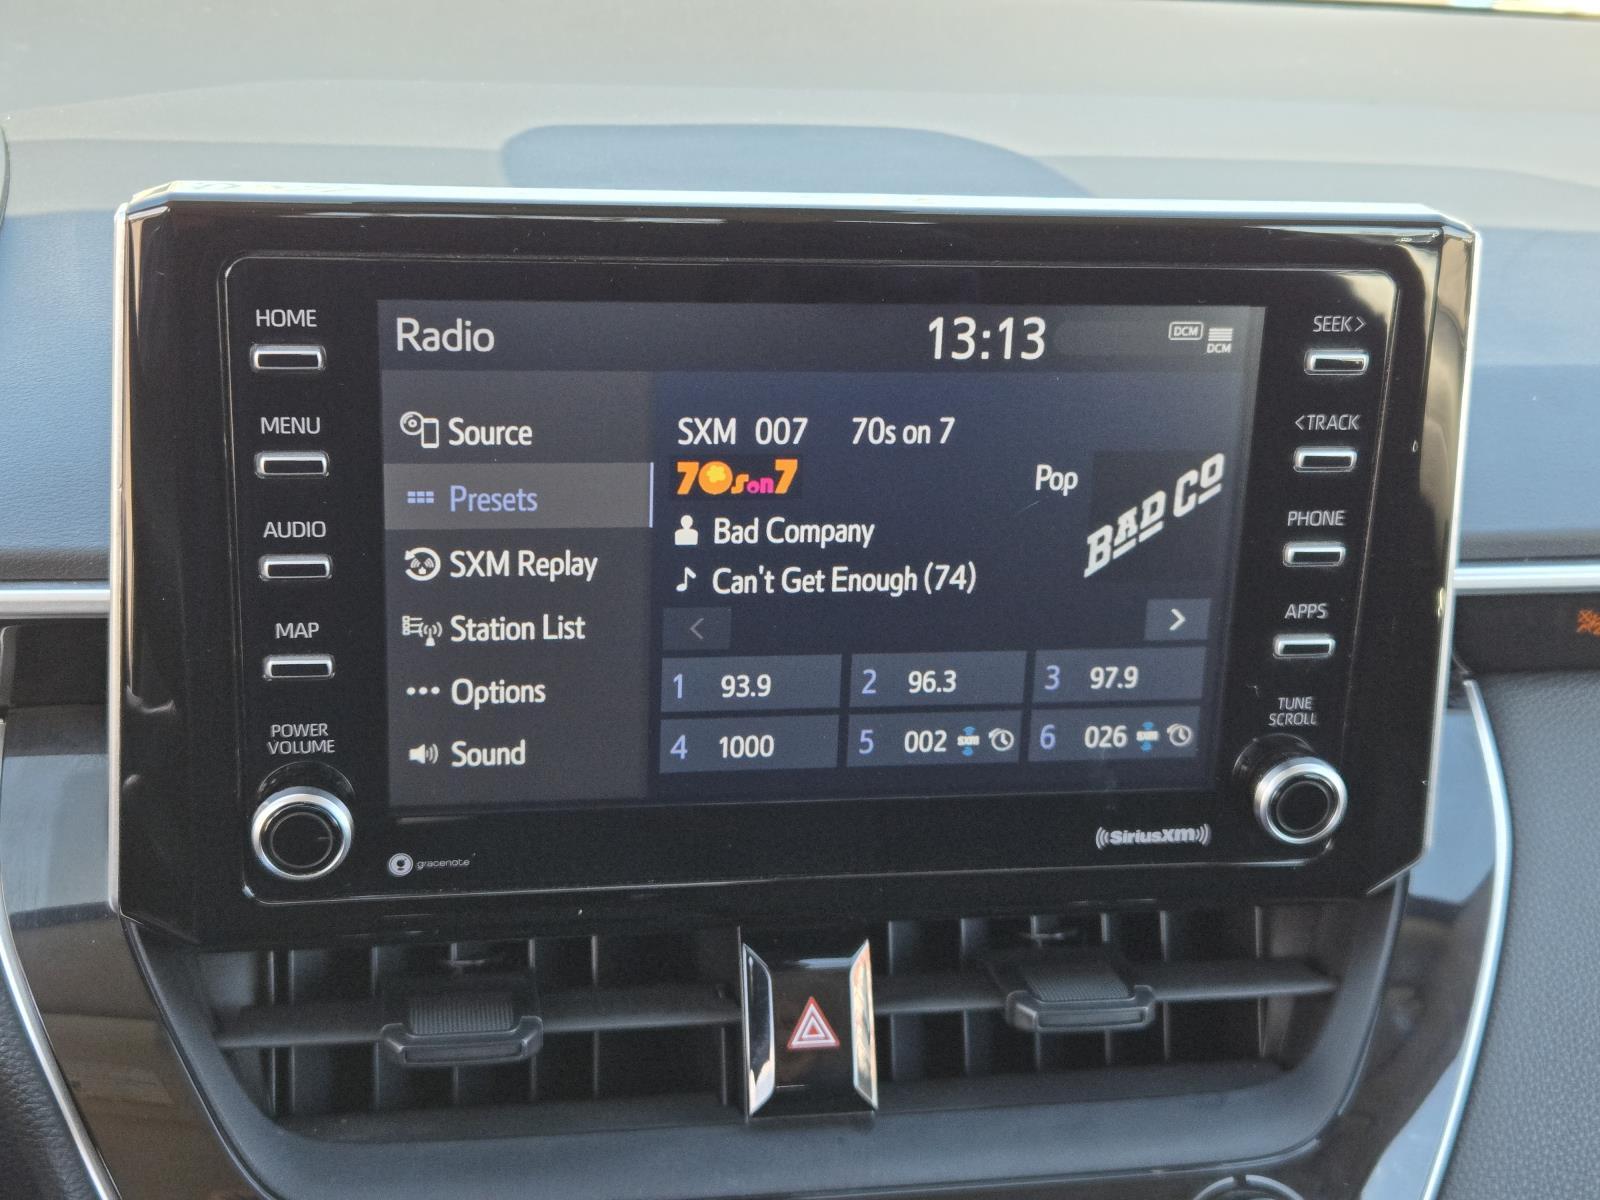 HOME
MENU
AUDIO
MAP
POWER
VOLUME
Radio
13:13
DCM
DCM
Source
Presets
SXM Replay
Station List
Options
Sound
SXM 007 70s on 7
70s on 7
Pop
BAD CO
Bad Company
Can't Get Enough (74)
<
>
1 93.9
2 96.3
3 97.9
4 1000
5 002 sxm
6 026 sxm
SEEK>
<TRACK
PHONE
APPS
TUNE
SCROLL
gracenote
((SiriusXM))